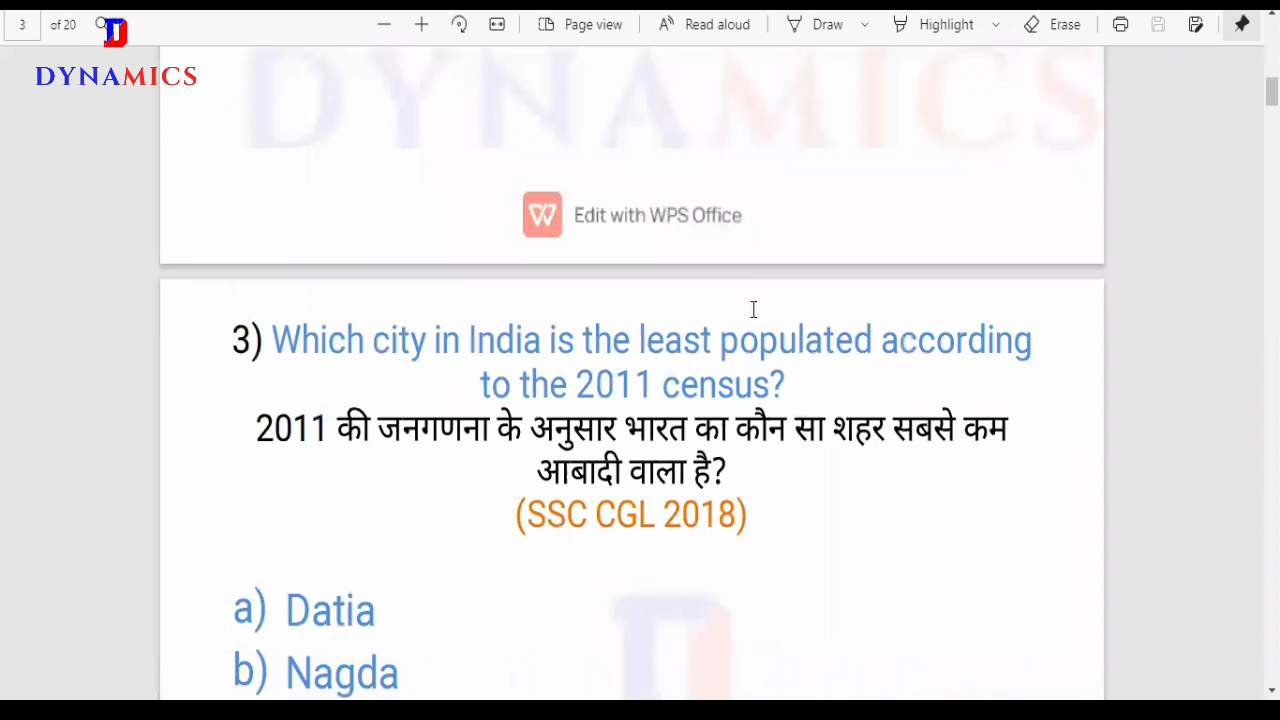 3 of 20
Page view
Read aloud
Draw
Highlight
Erase
DYNAMICS
DYNAMICS
Edit with WPS Office
3) Which city in India is the least populated according
to the 2011 census?
2011 की जनगणना के अनुसार भारत का कौन सा शहर सबसे कम
आबादी वाला है?
(SSC CGL 2018)
a) Datia
b) Nagda